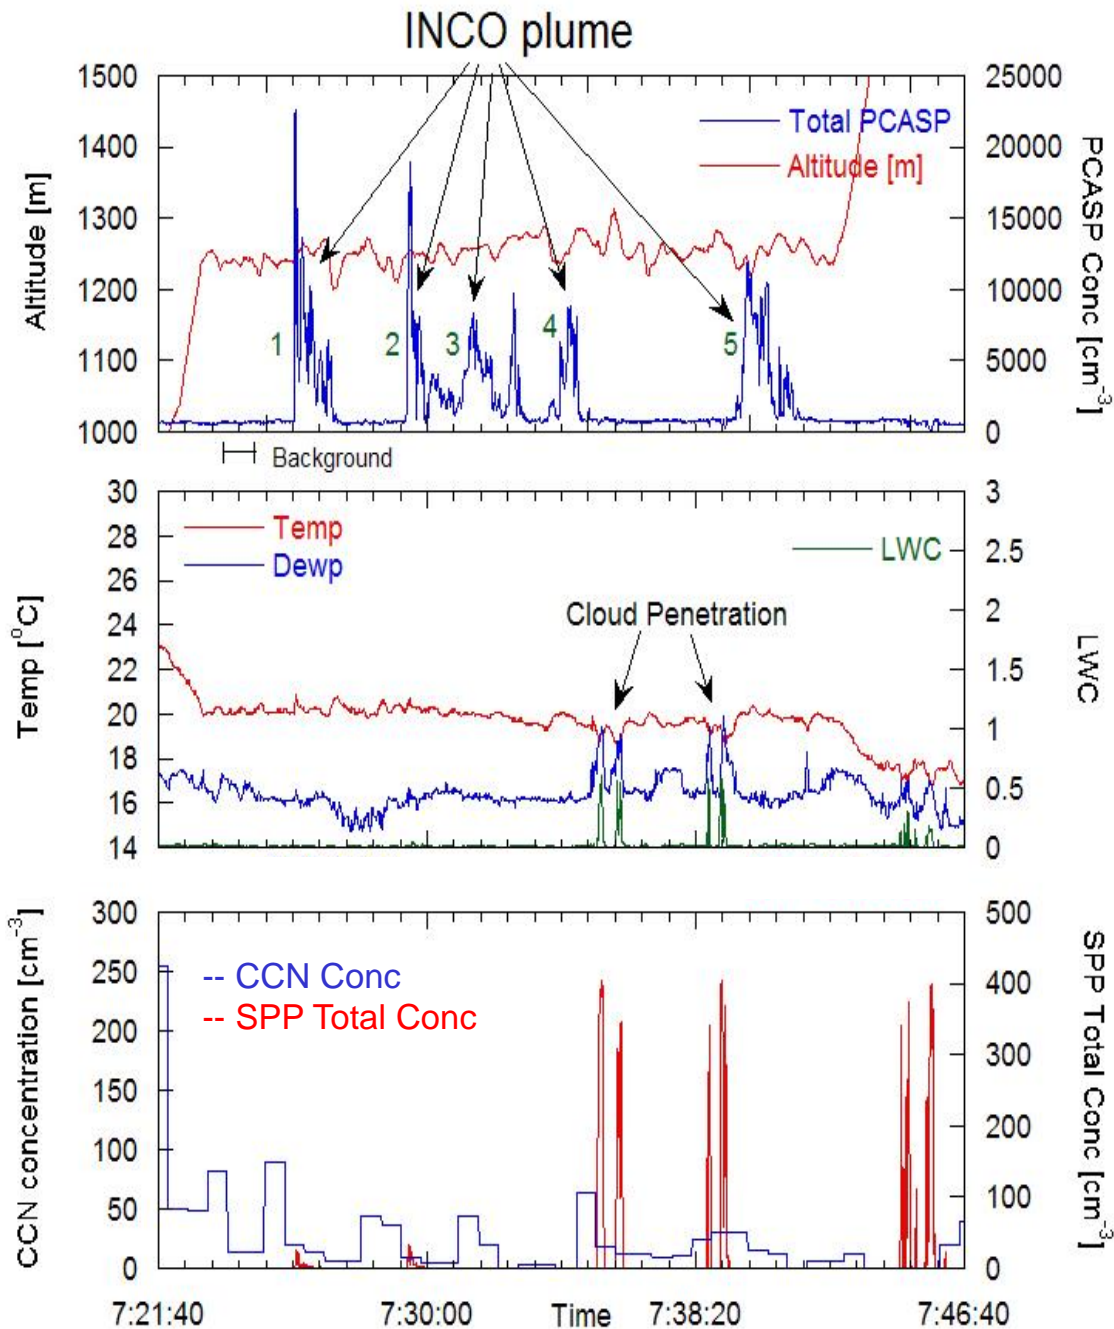 INCO plume
1500
1400
1300
1200
1100
1000
Altitude [m]
25000
20000
15000
10000
5000
0
PCASP Conc [cm-3]
Total PCASP
Altitude [m]
1
2
3
4
5
Background
30
28
26
24
22
20
18
16
14
Temp [°C]
3
2.5
2
1.5
1
0.5
0
LWC
Temp
Dewp
LWC
Cloud Penetration
300
250
200
150
100
50
0
CCN concentration [cm-3]
500
400
300
200
100
0
SPP Total Conc [cm-3]
-- CCN Conc
-- SPP Total Conc
7:21:40 7:30:00 Time 7:38:20 7:46:40